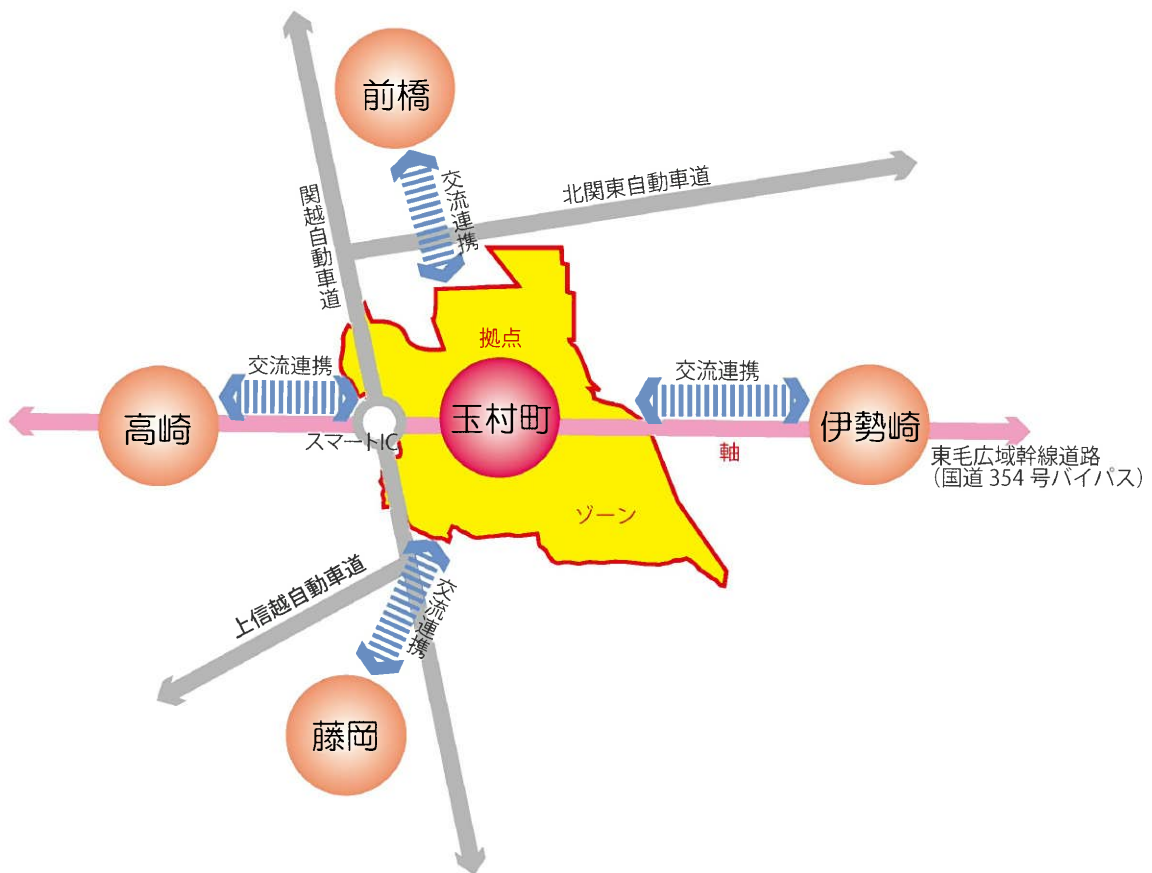 前橋
交流連携
北関東自動車道
関越自動車道
拠点
交流連携
交流連携
高崎
玉村町
伊勢崎
スマートIC
軸
東毛広域幹線道路
（国道 354 号バイパス）
ゾーン
上信越自動車道
交流連携
藤岡